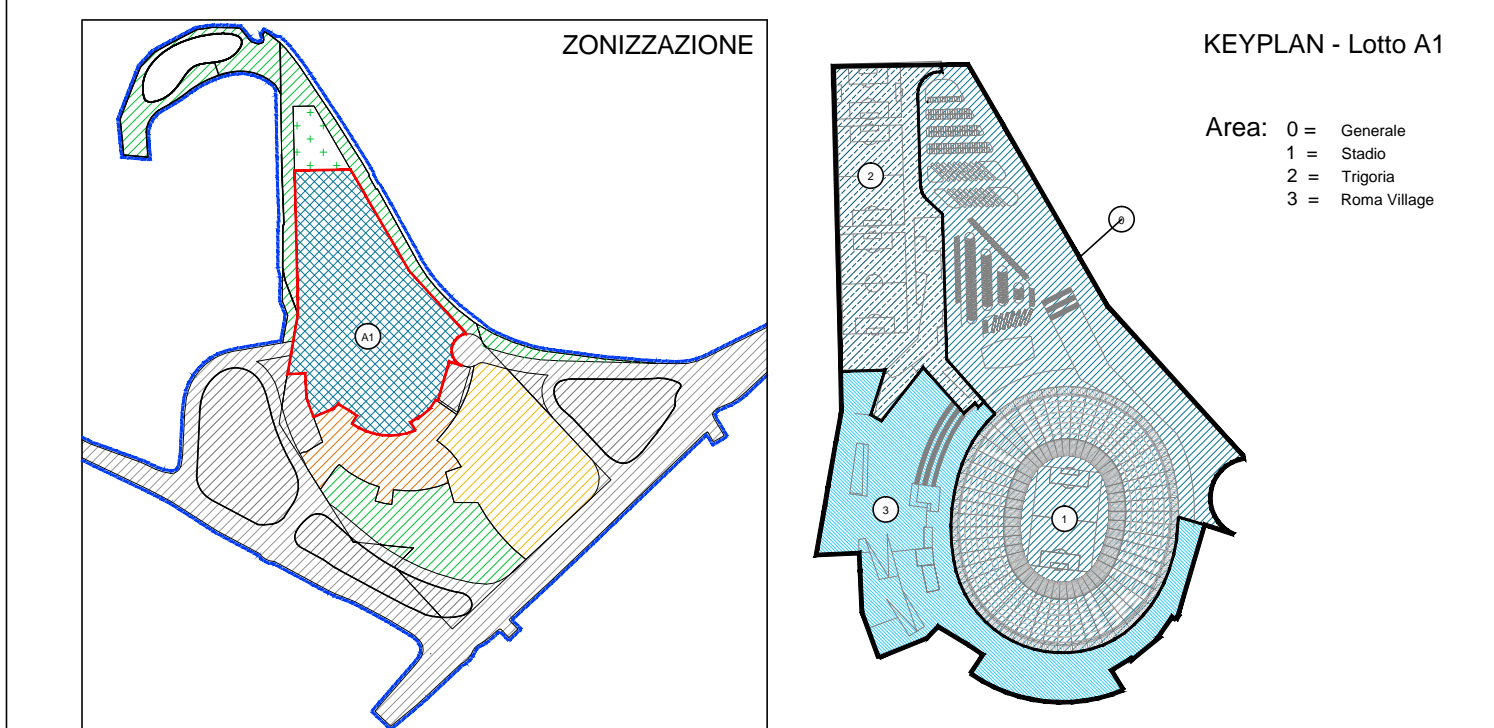 ZONIZZAZIONE
A1
KEYPLAN - Lotto A1
Area: 0 = Generale
1 = Stadio
2 = Trigoria
3 = Roma Village
2
0
3
1